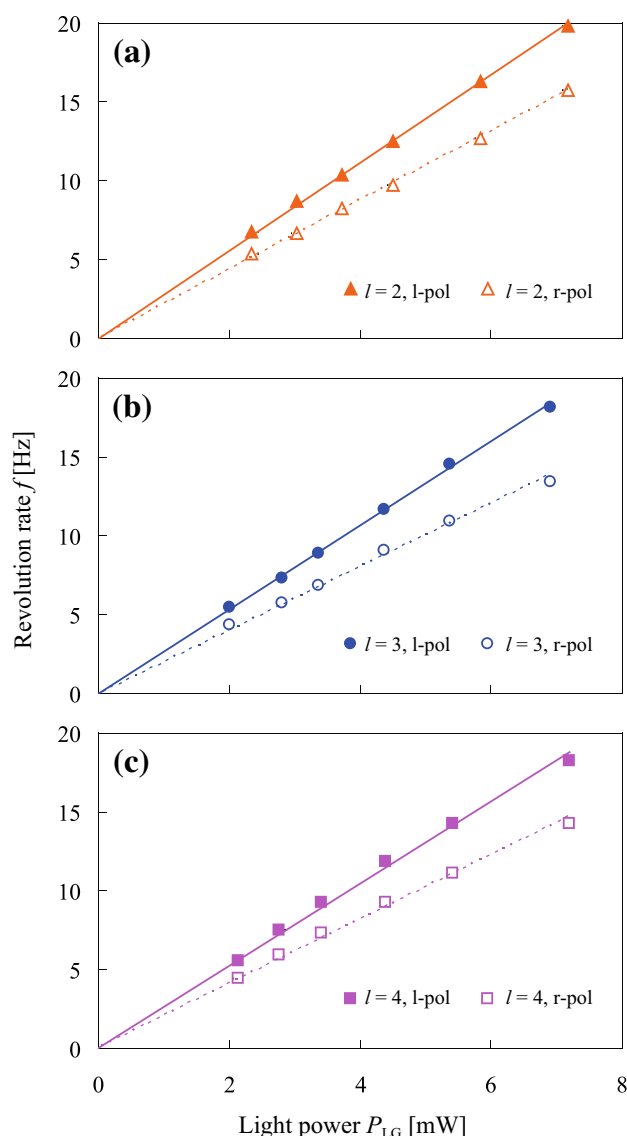 (a)
20
15
10
5
0
l = 2, l-pol
l = 2, r-pol
(b)
20
15
10
5
0
l = 3, l-pol
l = 3, r-pol
Revolution rate f [Hz]
(c)
20
15
10
5
0
l = 4, l-pol
l = 4, r-pol
0 2 4 6 8
Light power P_LG [mW]